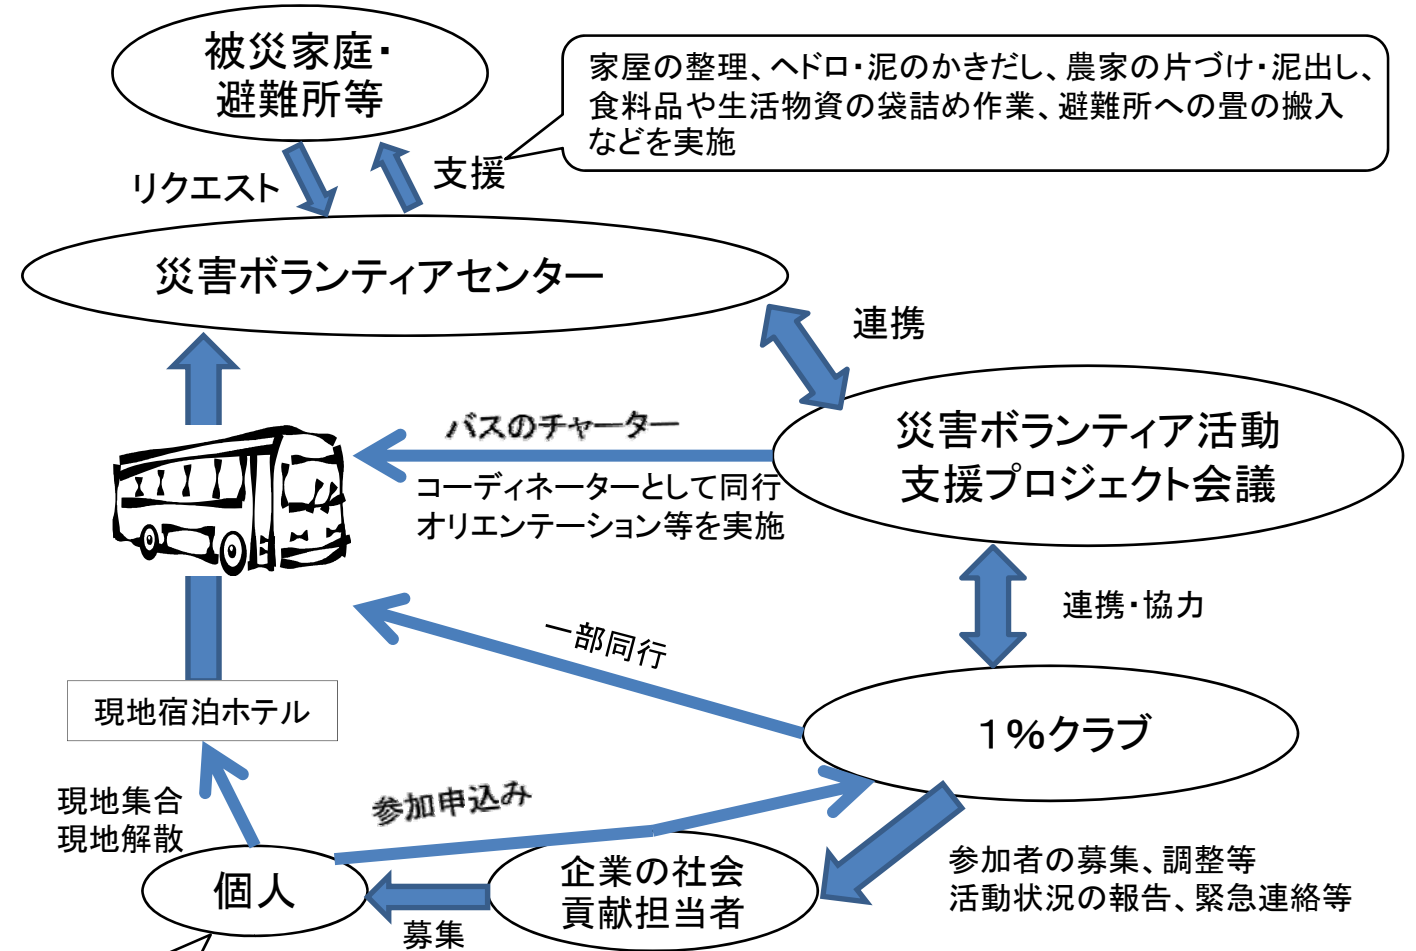 被災家庭・
避難所等
家屋の整理、ヘドロ・泥のかきだし、農家の片づけ・泥出し、
食料品や生活物資の袋詰め作業、避難所への畳の搬入
などを実施
リクエスト
支援
災害ボランティアセンター
連携
バスのチャーター
コーディネーターとして同行
オリエンテーション等を実施
災害ボランティア活動
支援プロジェクト会議
連携・協力
一部同行
現地宿泊ホテル
1%クラブ
現地集合
現地解散
参加申込み
個人
募集
企業の社会
貢献担当者
参加者の募集、調整等
活動状況の報告、緊急連絡等